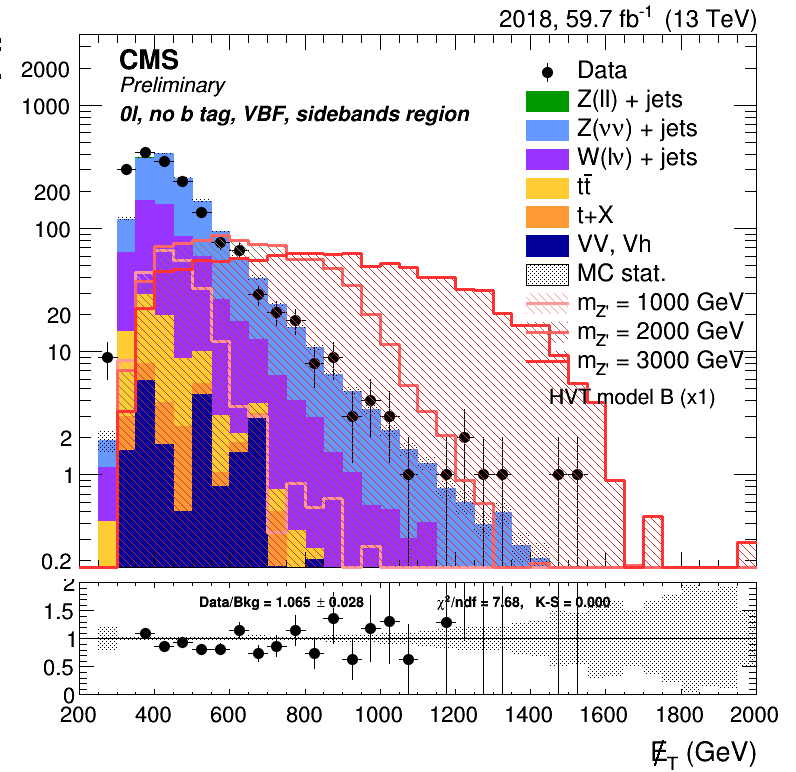 2018, 59.7 fb⁻¹ (13 TeV)
CMS
Preliminary
0l, no b tag, VBF, sidebands region
Data
Z(ll) + jets
Z(νν) + jets
W(lν) + jets
tt̄
t+X
VV, Vh
MC stat.
m_Z' = 1000 GeV
m_Z' = 2000 GeV
m_Z' = 3000 GeV
HVT model B (x1)
2000
1000
200
100
20
10
2
1
0.2
Data/Bkg = 1.065 ± 0.028
χ²/ndf = 7.68, K-S = 0.000
2
1.5
1
0.5
0
200 400 600 800 1000 1200 1400 1600 1800 2000
E̸_T (GeV)